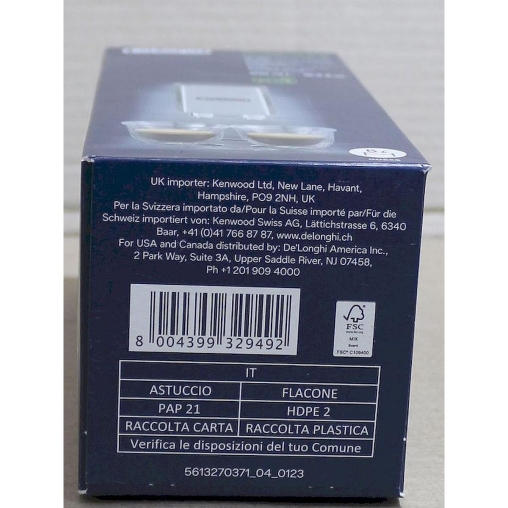 UK importer: Kenwood Ltd, New Lane, Havant,
Hampshire, PO9 2NH, UK
Per la Svizzera importato da/Pour la Suisse importé par/Für die
Schweiz importiert von: Kenwood Swiss AG, Lättichstrasse 6, 6340
Baar, +41 (0)41 766 87 87, www.delonghi.ch
For USA and Canada distributed by: De'Longhi America Inc.,
2 Park Way, Suite 3A, Upper Saddle River, NJ 07458,
Ph +1 201 909 4000
8 004399 329492
FSC
MIX
FSC® C109400
IT
ASTUCCIO FLACONE
PAP 21 HDPE 2
RACCOLTA CARTA RACCOLTA PLASTICA
Verifica le disposizioni del tuo Comune
5613270371_04_0123